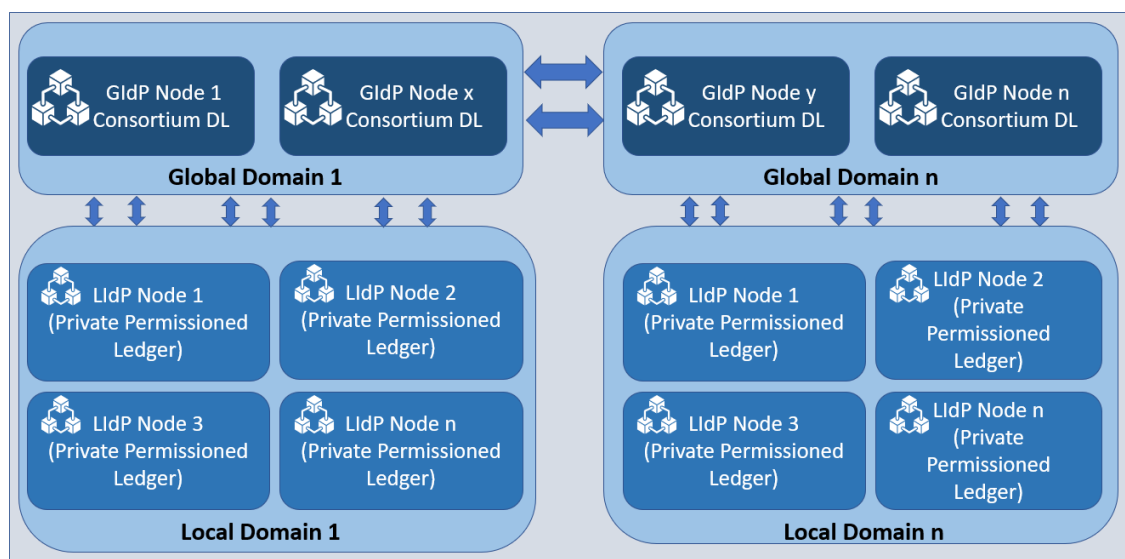 GIdP Node 1
Consortium DL
GIdP Node x
Consortium DL
Global Domain 1
GIdP Node y
Consortium DL
GIdP Node n
Consortium DL
Global Domain n
LIdP Node 1
(Private Permissioned
Ledger)
LIdP Node 2
(Private Permissioned
Ledger)
LIdP Node 3
(Private Permissioned
Ledger)
LIdP Node n
(Private Permissioned
Ledger)
Local Domain 1
LIdP Node 1
(Private Permissioned
Ledger)
LIdP Node 2
(Private
Permissioned
Ledger)
LIdP Node 3
(Private Permissioned
Ledger)
LIdP Node n
(Private
Permissioned
Ledger)
Local Domain n